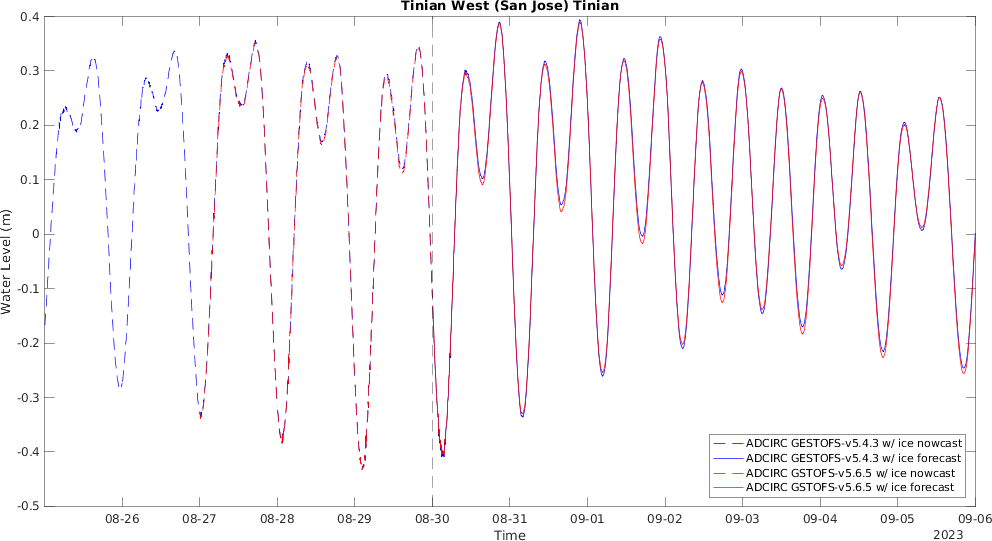 Tinian West (San Jose) Tinian
0.4
0.3
0.2
0.1
0
-0.1
-0.2
-0.3
-0.4
-0.5
Water Level (m)
08-26 08-27 08-28 08-29 08-30 08-31 09-01 09-02 09-03 09-04 09-05 09-06
Time
2023
ADCIRC GESTOFS-v5.4.3 w/ ice nowcast
ADCIRC GESTOFS-v5.4.3 w/ ice forecast
ADCIRC GSTOFS-v5.6.5 w/ ice nowcast
ADCIRC GSTOFS-v5.6.5 w/ ice forecast